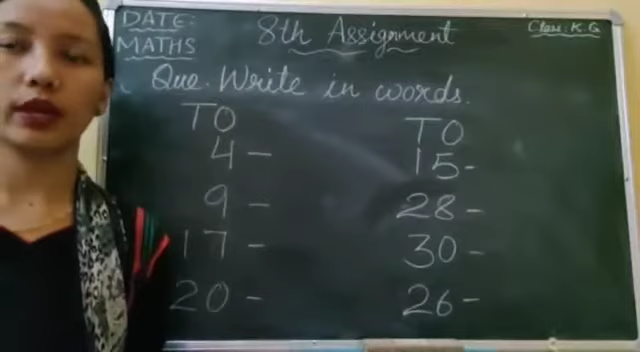 DATE:
MATHS
8th Assignment
Class: K.G
Que. Write in words.
TO
4 -
9 -
17 -
20 -
TO
15-
28 -
30 -
26 -